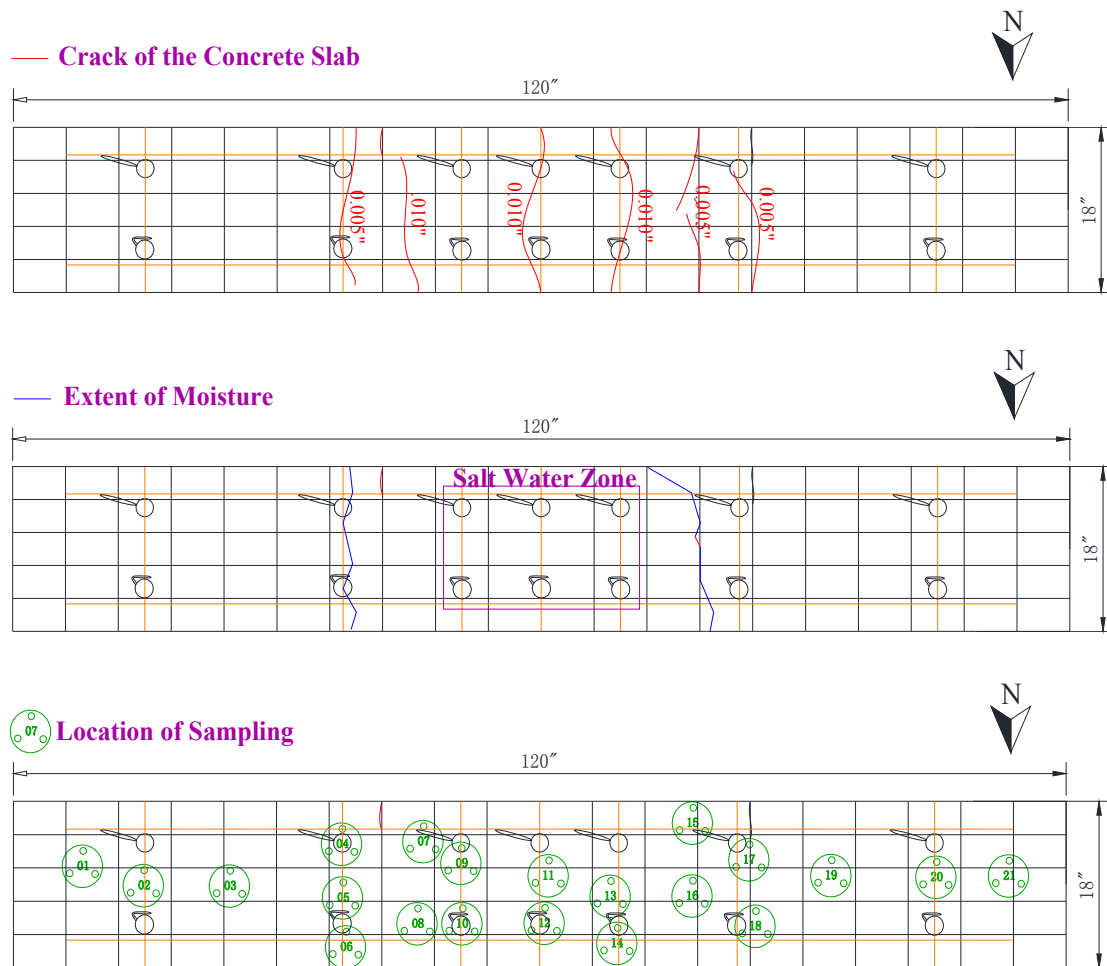 N
Crack of the Concrete Slab
120″
0.005"
.010"
0.010"
0.010"
0.005"
0.005"
18″
N
Extent of Moisture
120″
Salt Water Zone
18″
N
07 Location of Sampling
120″
15
04 07
17
01 09
02 03 11 19 20 21
05 13 16
08 10 12 18
06 14
18″